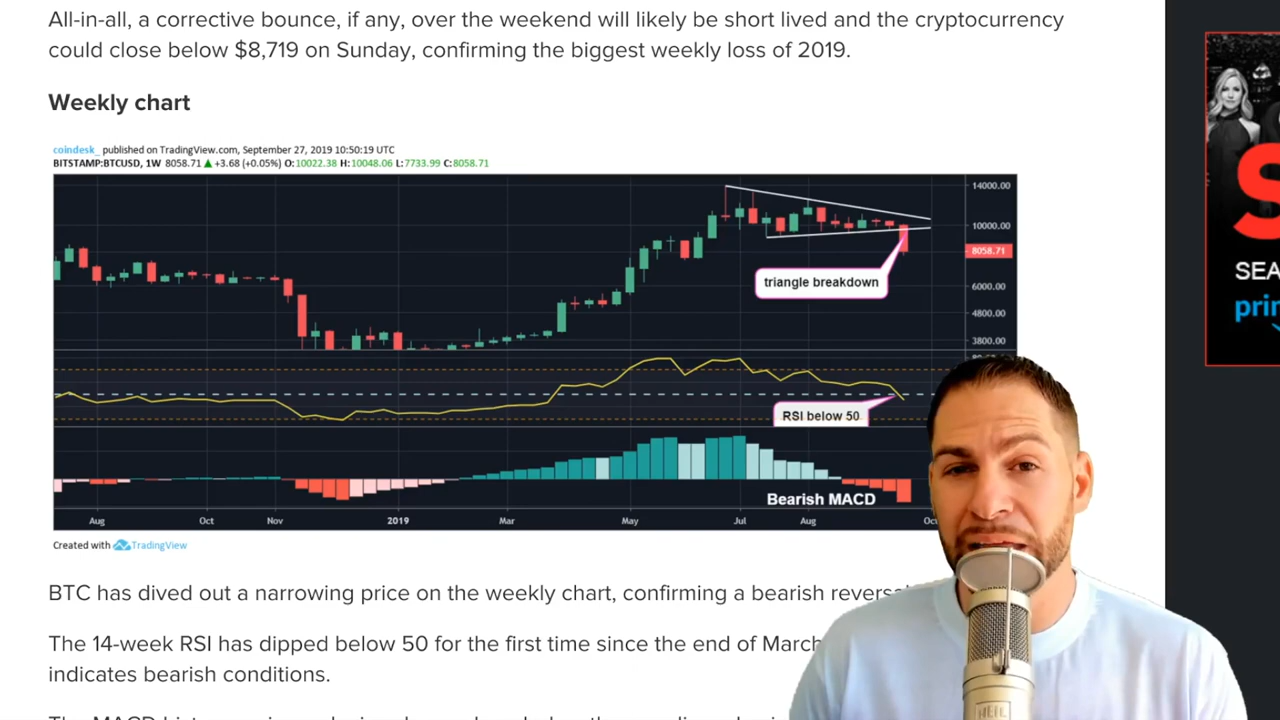 All-in-all, a corrective bounce, if any, over the weekend will likely be short lived and the cryptocurrency
could close below $8,719 on Sunday, confirming the biggest weekly loss of 2019.
Weekly chart
coindesk_ published on TradingView.com, September 27, 2019 10:50:19 UTC
BITSTAMP:BTCUSD, 1W 8058.71 ▲ +3.68 (+0.05%) O:10022.38 H:10048.06 L:7733.99 C:8058.71
14000.00
10000.00
8058.71
triangle breakdown
6000.00
4800.00
3800.00
RSI below 50
Bearish MACD
Aug Oct Nov 2019 Mar May Jul Aug
Created with TradingView
BTC has dived out a narrowing price on the weekly chart, confirming a bearish
The 14-week RSI has dipped below 50 for the first time since the end of March
indicates bearish conditions.
S
SEA
pri
HEIL